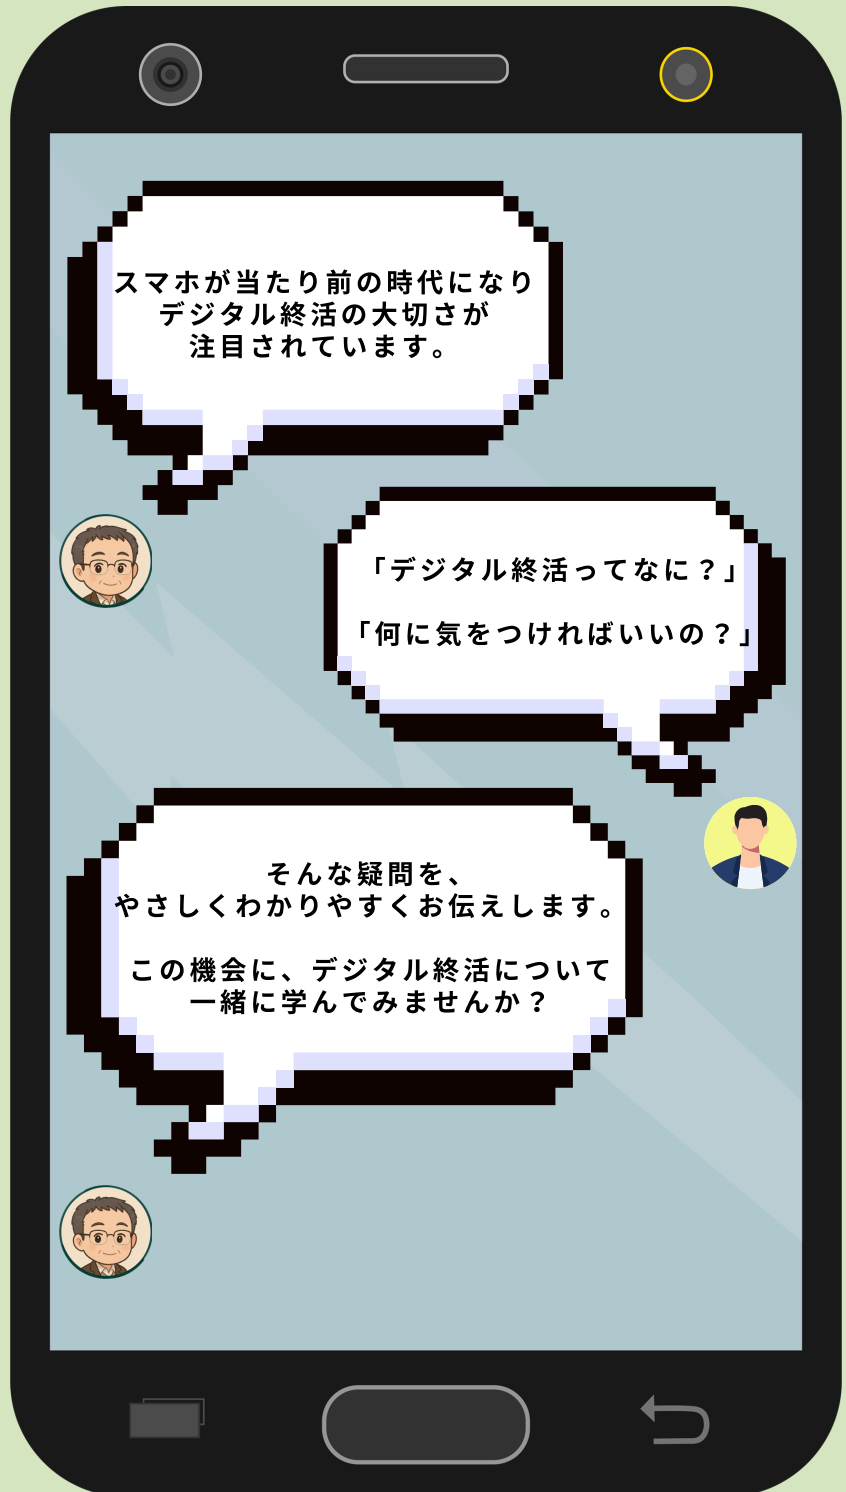 スマホが当たり前の時代になり
デジタル終活の大切さが
注目されています。
「デジタル終活ってなに？」
「何に気をつければいいの？」
そんな疑問を、
やさしくわかりやすくお伝えします。
この機会に、デジタル終活について
一緒に学んでみませんか？